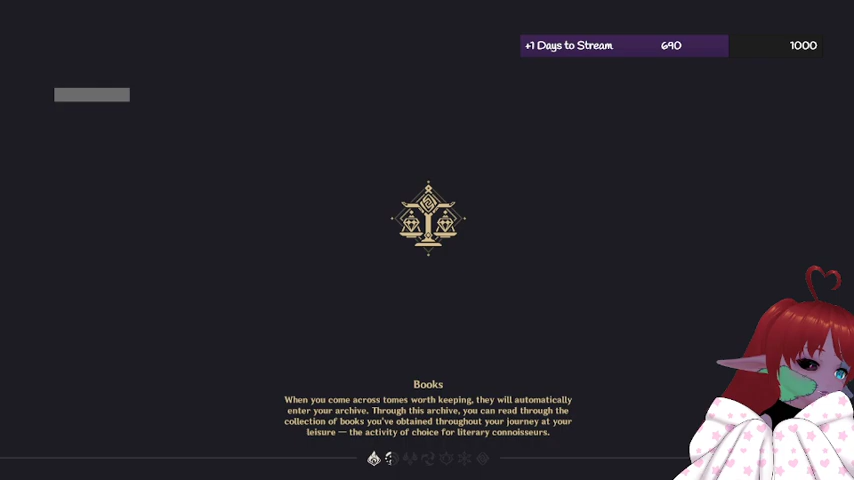 +1 Days to Stream 690 1000
Books
When you come across tomes worth keeping, they will automatically
enter your archive. Through this archive, you can read through the
collection of books you've obtained throughout your journey at your
leisure — the activity of choice for literary connoisseurs.